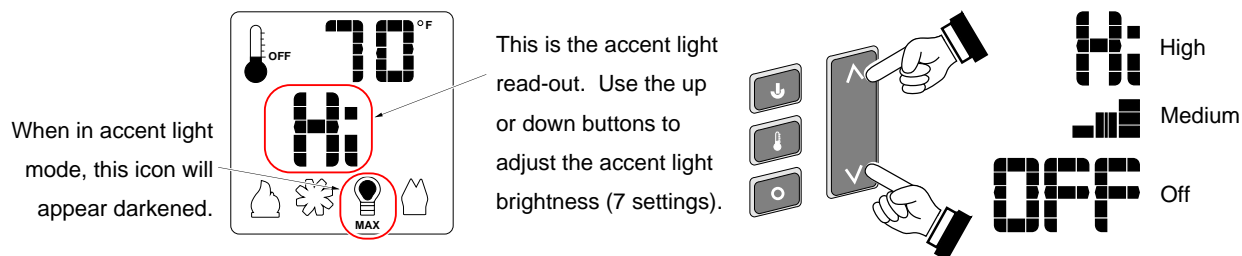 When in accent light
mode, this icon will
appear darkened.
OFF
70°F
Hi
MAX
This is the accent light
read-out. Use the up
or down buttons to
adjust the accent light
brightness (7 settings).
Hi
High
Medium
OFF
Off